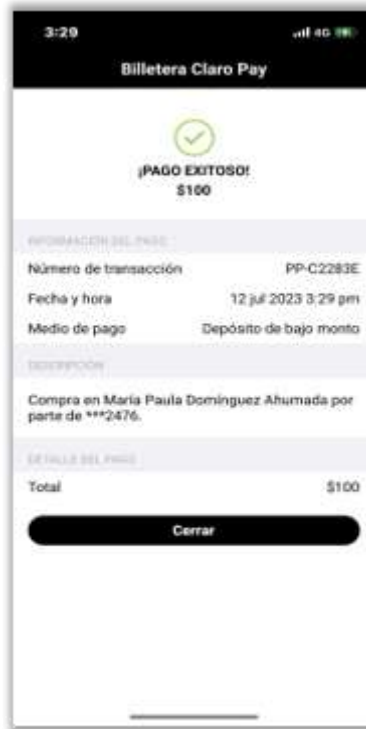 3:29
4G
Billetera Claro Pay
¡PAGO EXITOSO!
$100
INFORMACIÓN DEL PAGO
Número de transacción PP-C2283E
Fecha y hora 12 jul 2023 3:29 pm
Medio de pago Depósito de bajo monto
DESCRIPCIÓN
Compra en María Paula Domínguez Ahumada por
parte de ***2476.
DETALLE DEL PAGO
Total $100
Cerrar